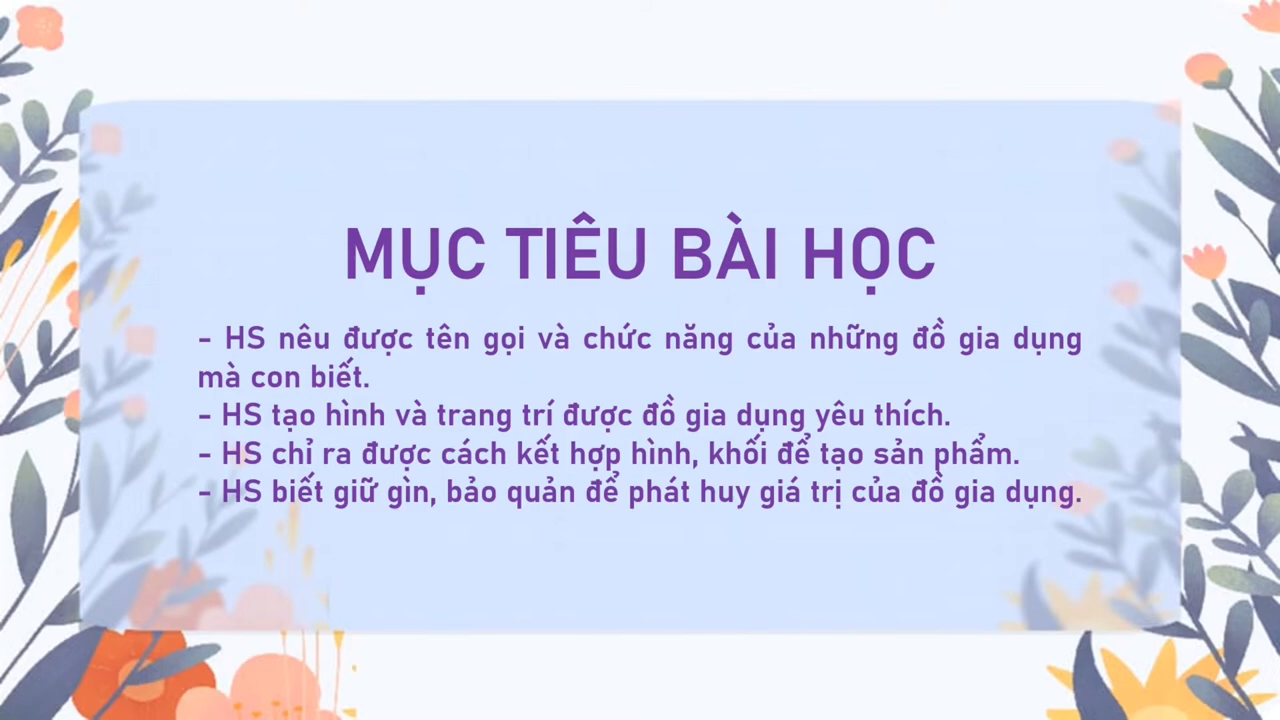 MỤC TIÊU BÀI HỌC
- HS nêu được tên gọi và chức năng của những đồ gia dụng
mà con biết.
- HS tạo hình và trang trí được đồ gia dụng yêu thích.
- HS chỉ ra được cách kết hợp hình, khối để tạo sản phẩm.
- HS biết giữ gìn, bảo quản để phát huy giá trị của đồ gia dụng.